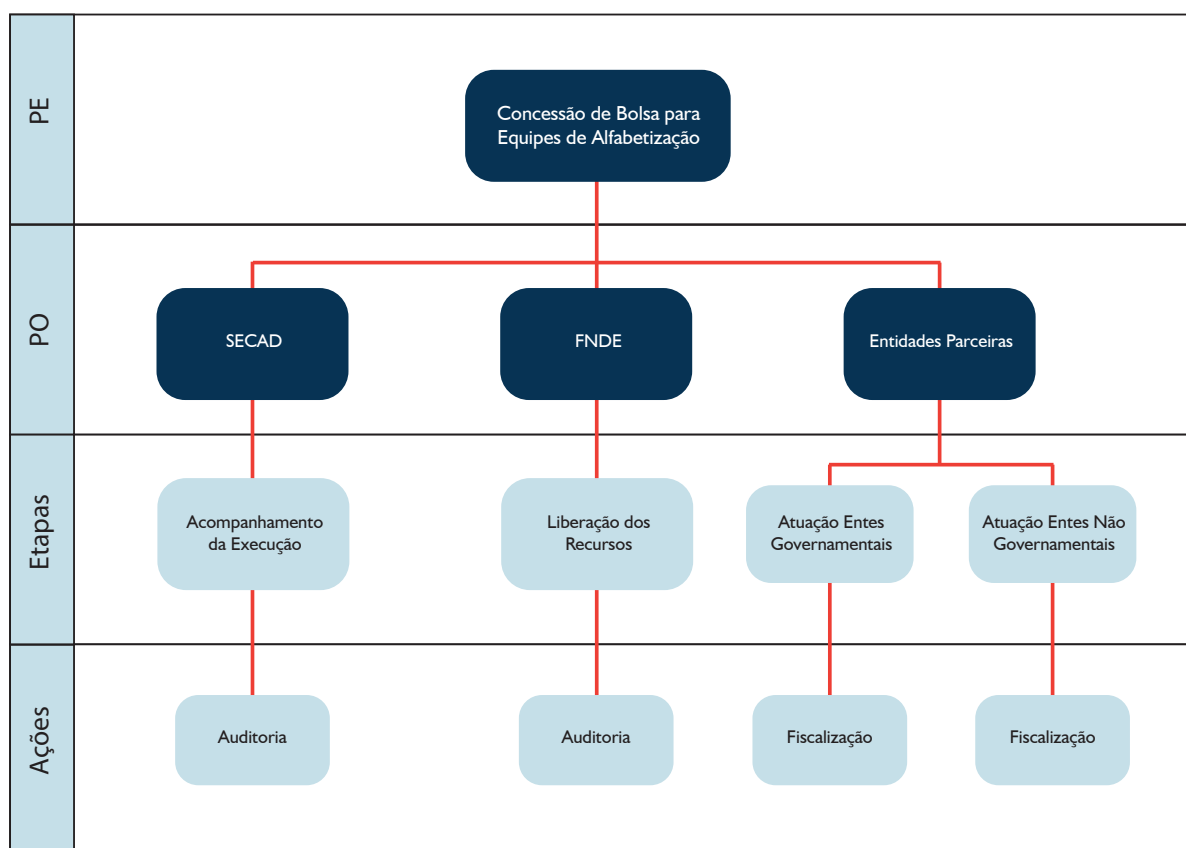 PE
Concessão de Bolsa para
Equipes de Alfabetização
PO
SECAD
FNDE
Entidades Parceiras
Etapas
Acompanhamento
da Execução
Liberação dos
Recursos
Atuação Entes
Governamentais
Atuação Entes Não
Governamentais
Ações
Auditoria
Auditoria
Fiscalização
Fiscalização